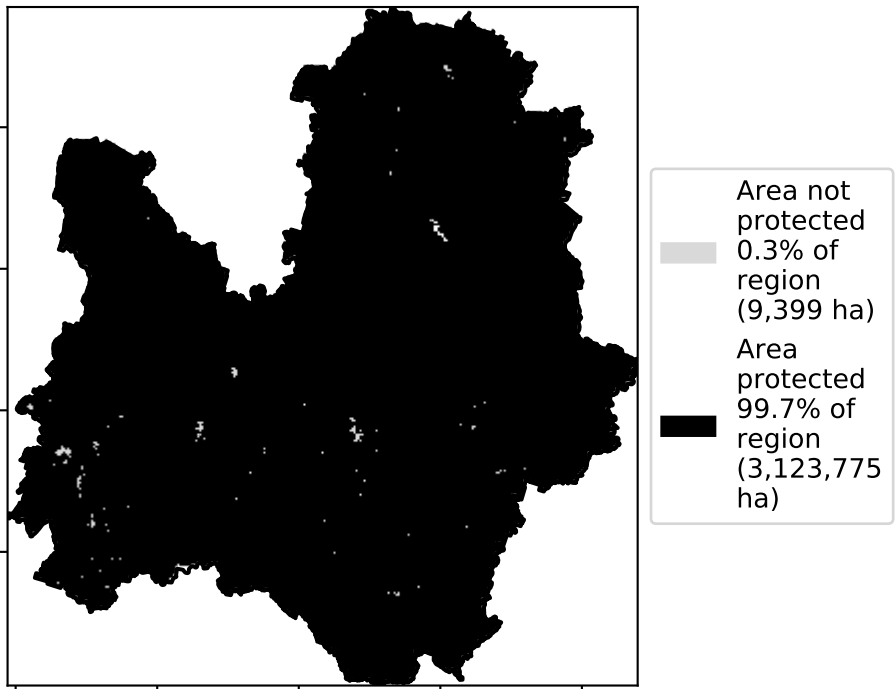 Area not
protected
0.3% of
region
(9,399 ha)
Area
protected
99.7% of
region
(3,123,775
ha)